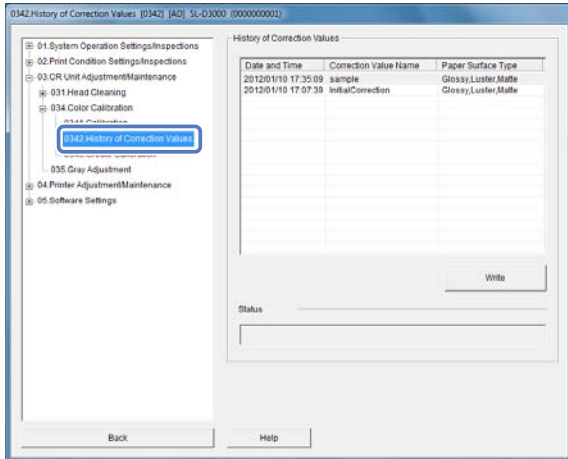 0342.History of Correction Values [0342] [AD] SL-D3000 (0000000001)
01.System Operation Settings/Inspections
02.Print Condition Settings/Inspections
03.CR Unit Adjustment/Maintenance
031.Head Cleaning
034.Color Calibration
0341.Calibration
0342.History of Correction Values
035.Gray Adjustment
04.Printer Adjustment/Maintenance
05.Software Settings
Back
History of Correction Values
Date and Time Correction Value Name Paper Surface Type
2012/01/10 17:35:09 sample Glossy,Luster,Matte
2012/01/10 17:07:39 InitialCorrection Glossy,Luster,Matte
Write
Status
Help